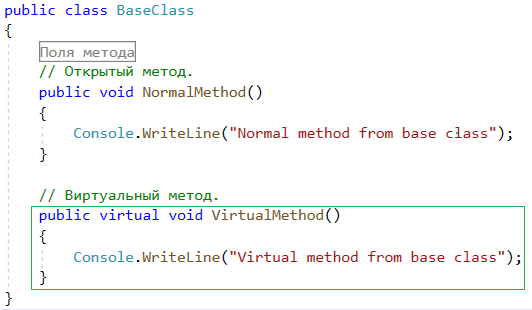 public class BaseClass
{
Поля метода
// Открытый метод.
public void NormalMethod()
{
Console.WriteLine("Normal method from base class");
}
// Виртуальный метод.
public virtual void VirtualMethod()
{
Console.WriteLine("Virtual method from base class");
}
}